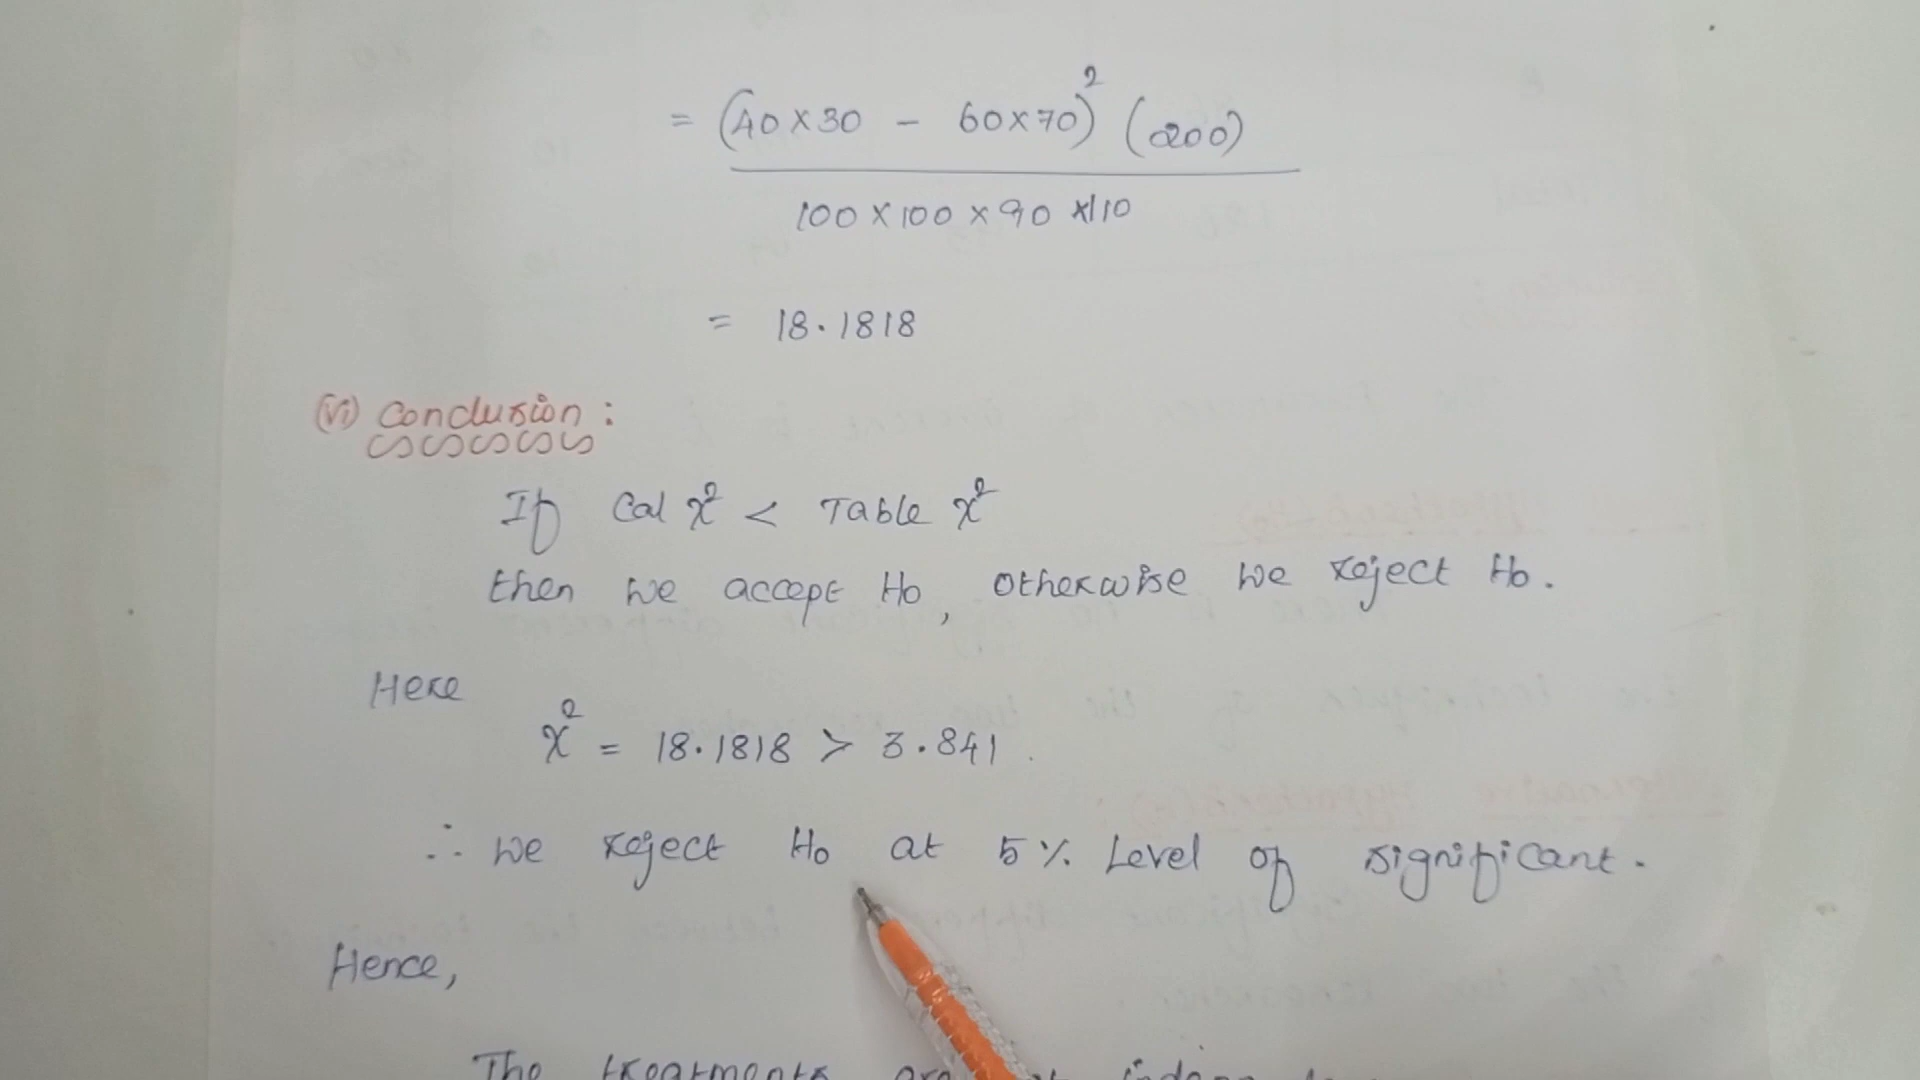 = (40 x 30 - 60 x 70)² (200)
100 x 100 x 90 x 110
= 18.1818
(vi) Conclusion:
If Cal χ² < Table χ²
then we accept H₀, otherwise we reject H₀.
Here
χ² = 18.1818 > 3.841.
∴ we reject H₀ at 5% Level of significant.
Hence,
The treatments are